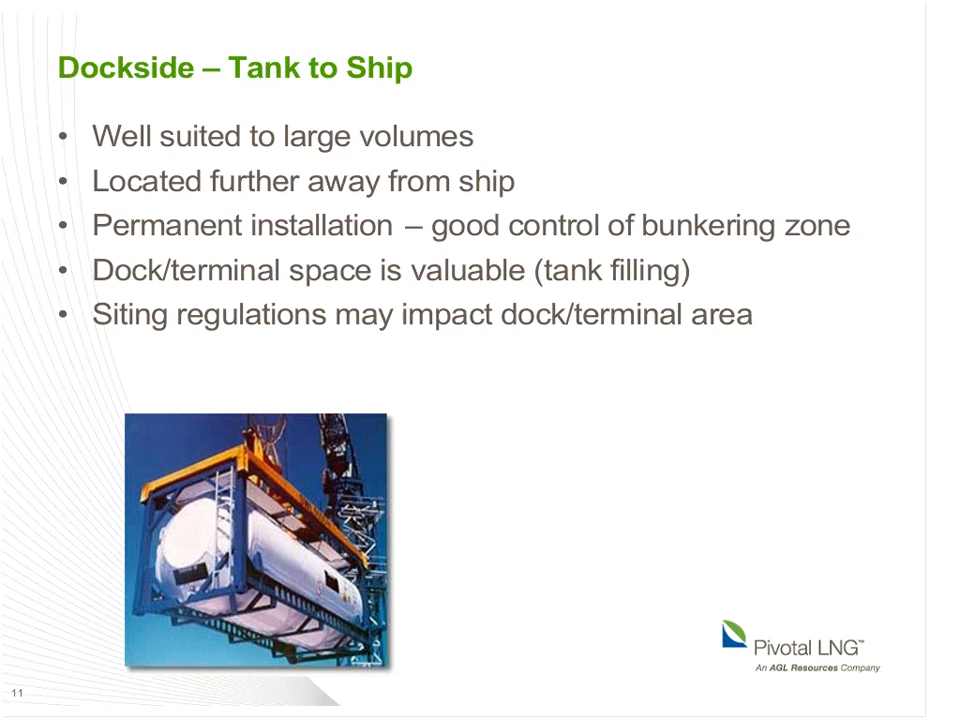 Dockside – Tank to Ship
• Well suited to large volumes
• Located further away from ship
• Permanent installation – good control of bunkering zone
• Dock/terminal space is valuable (tank filling)
• Siting regulations may impact dock/terminal area
Pivotal LNG™
An AGL Resources Company
11